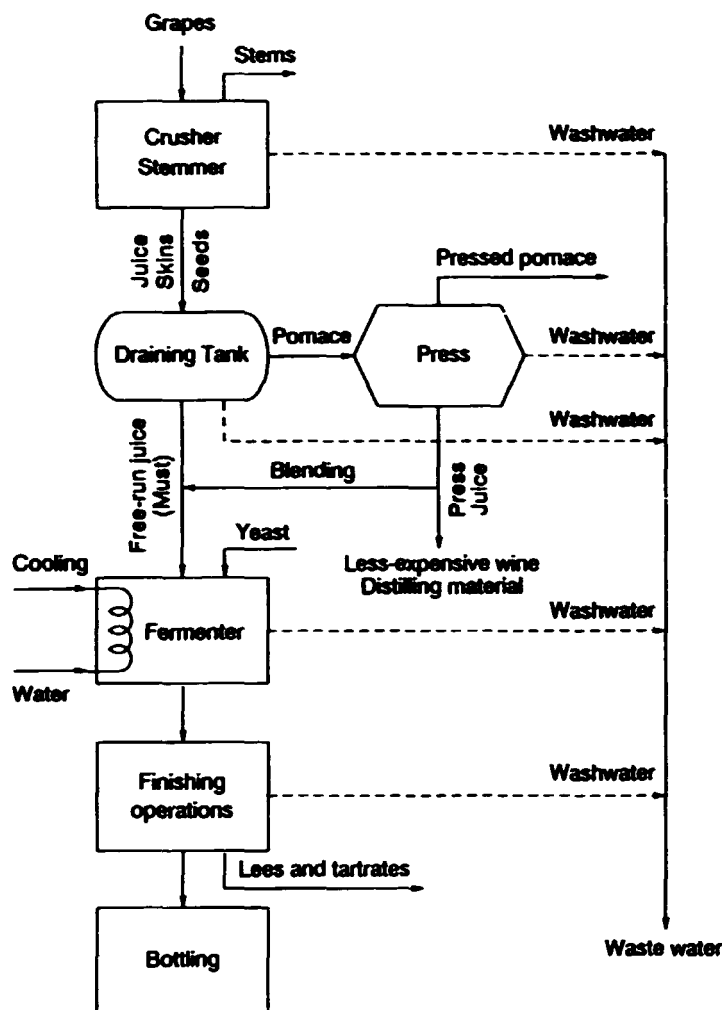 Grapes
Stems
Crusher
Stemmer
Washwater
Juice
Skins
Seeds
Pressed pomace
Draining Tank
Pomace
Press
Washwater
Washwater
Free-run juice
(Must)
Blending
Press
Juice
Yeast
Less-expensive wine
Distilling material
Cooling
Fermenter
Washwater
Water
Finishing
operations
Washwater
Lees and tartrates
Bottling
Waste water